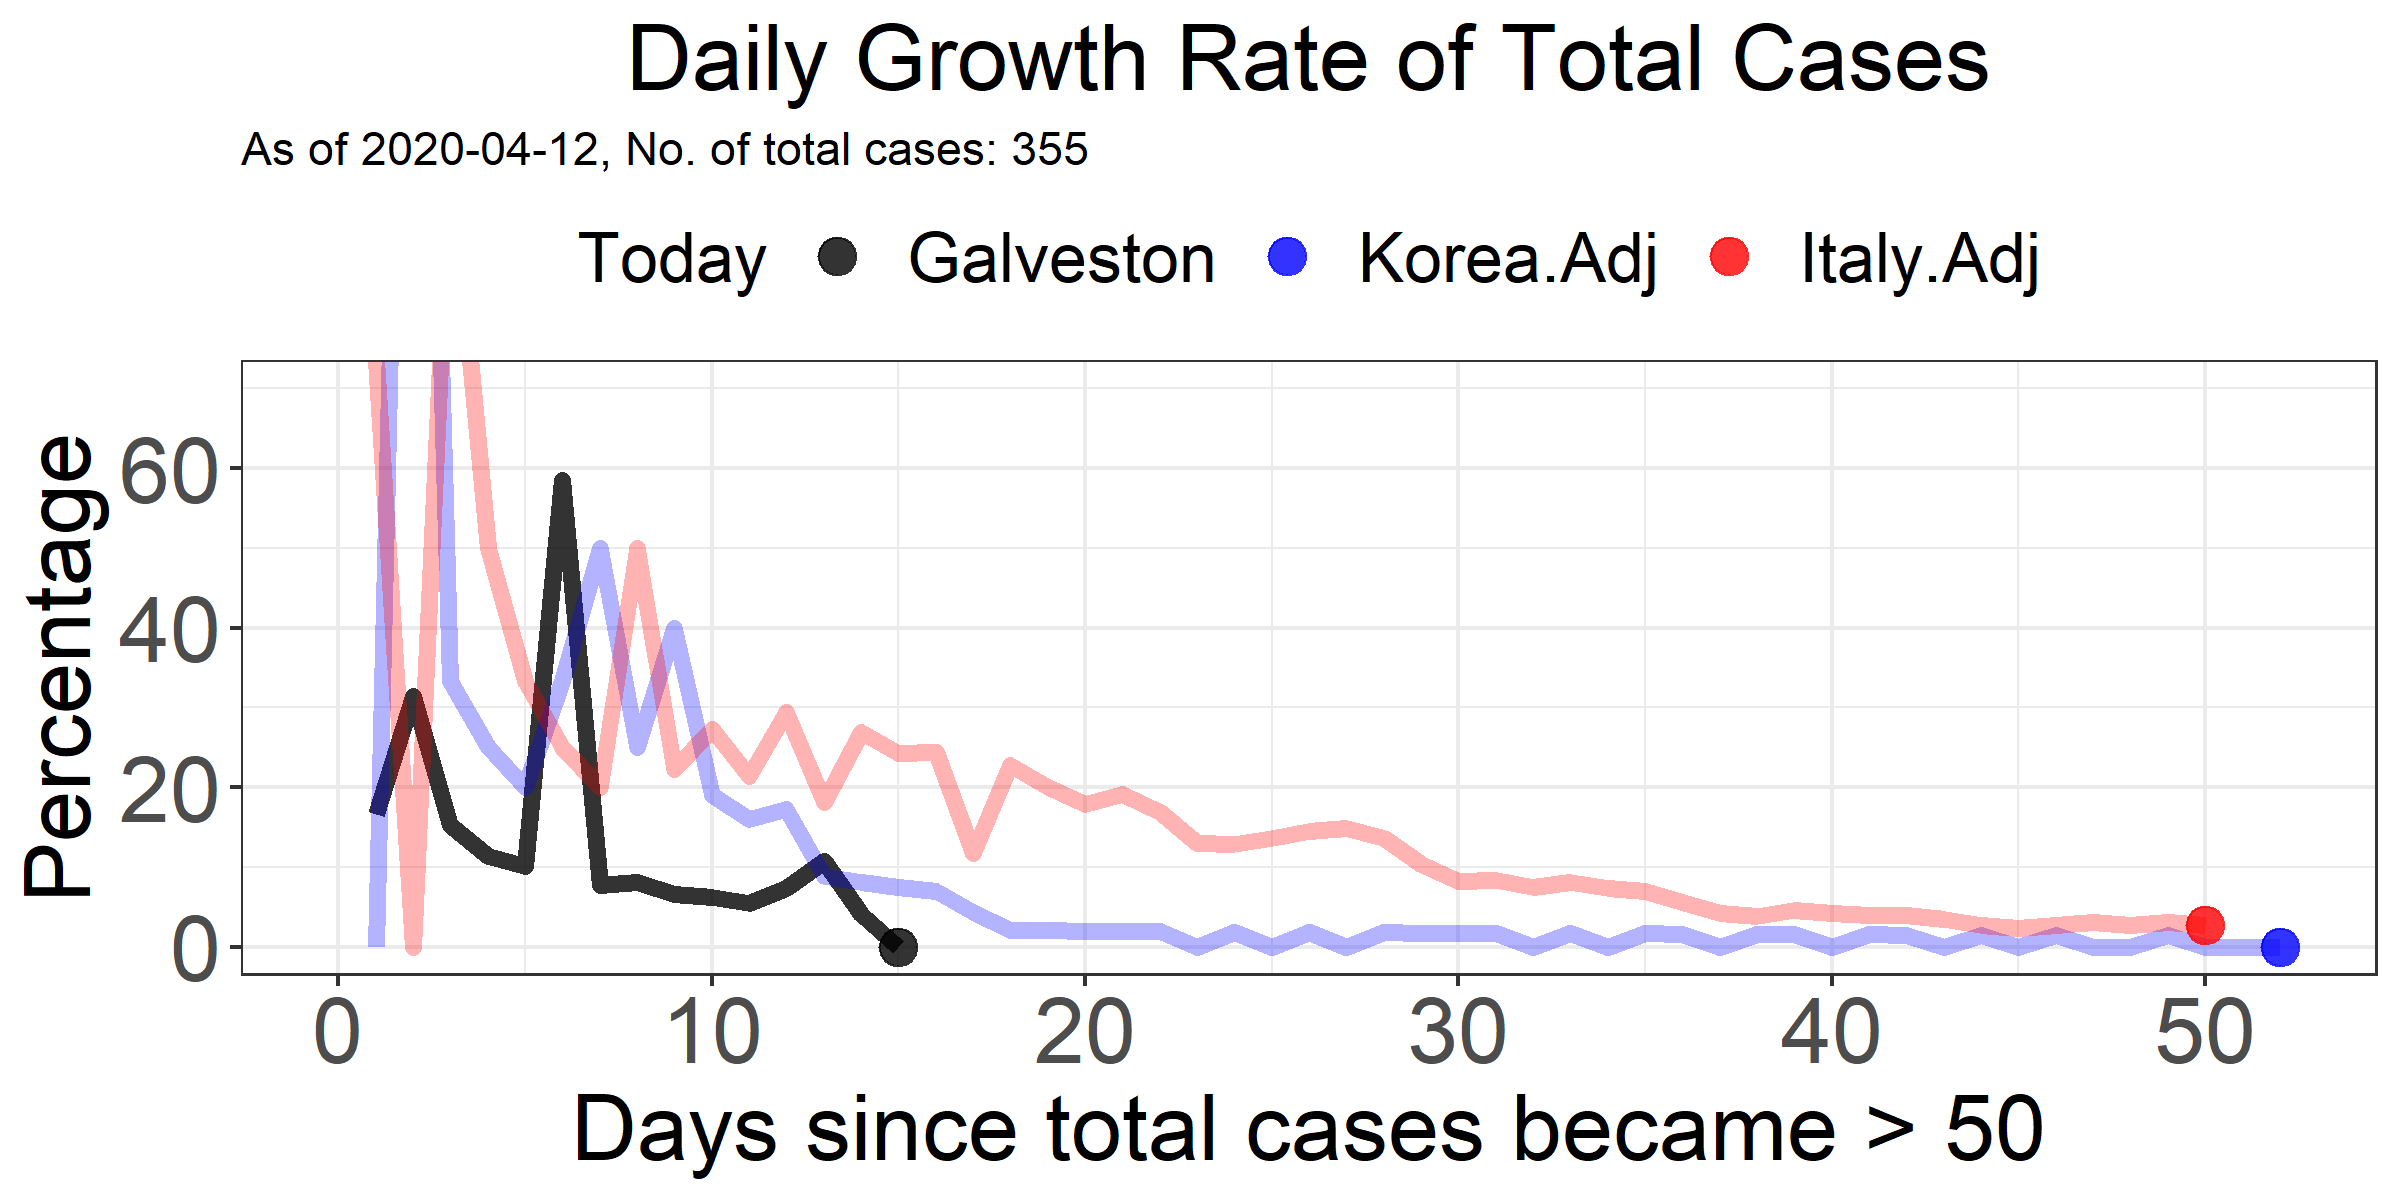 Daily Growth Rate of Total Cases
As of 2020-04-12, No. of total cases: 355
Today Galveston Korea.Adj Italy.Adj
Percentage
60
40
20
0
0 10 20 30 40 50
Days since total cases became > 50